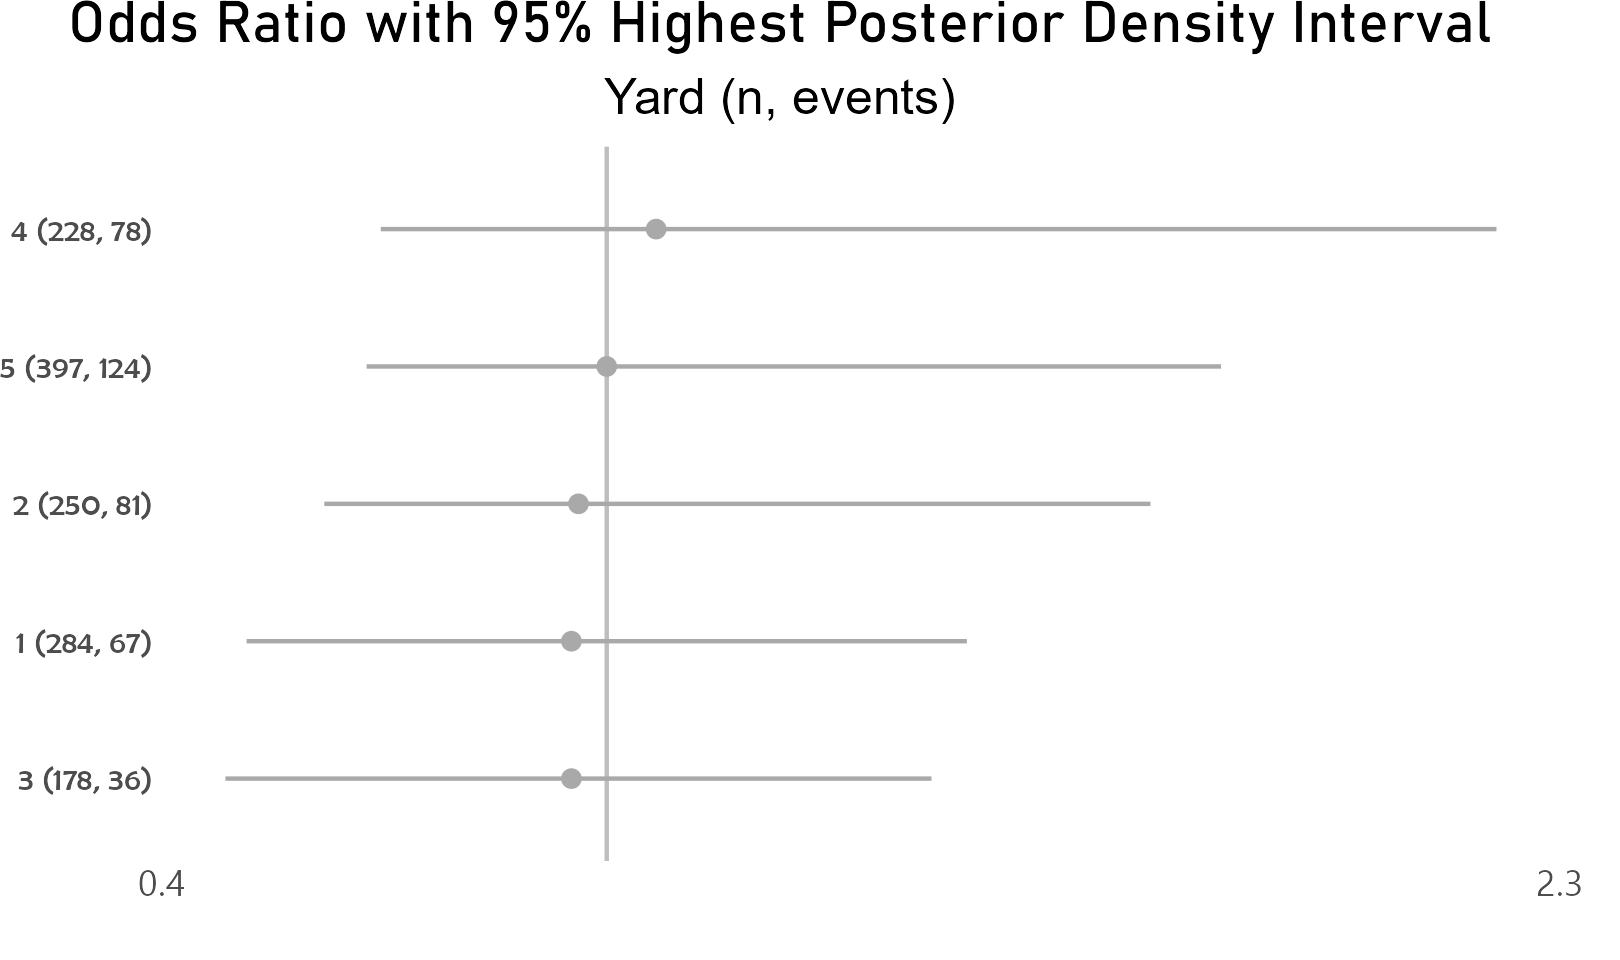 Odds Ratio with 95% Highest Posterior Density Interval
Yard (n, events)
4 (228, 78)
5 (397, 124)
2 (250, 81)
1 (284, 67)
3 (178, 36)
0.4 2.3